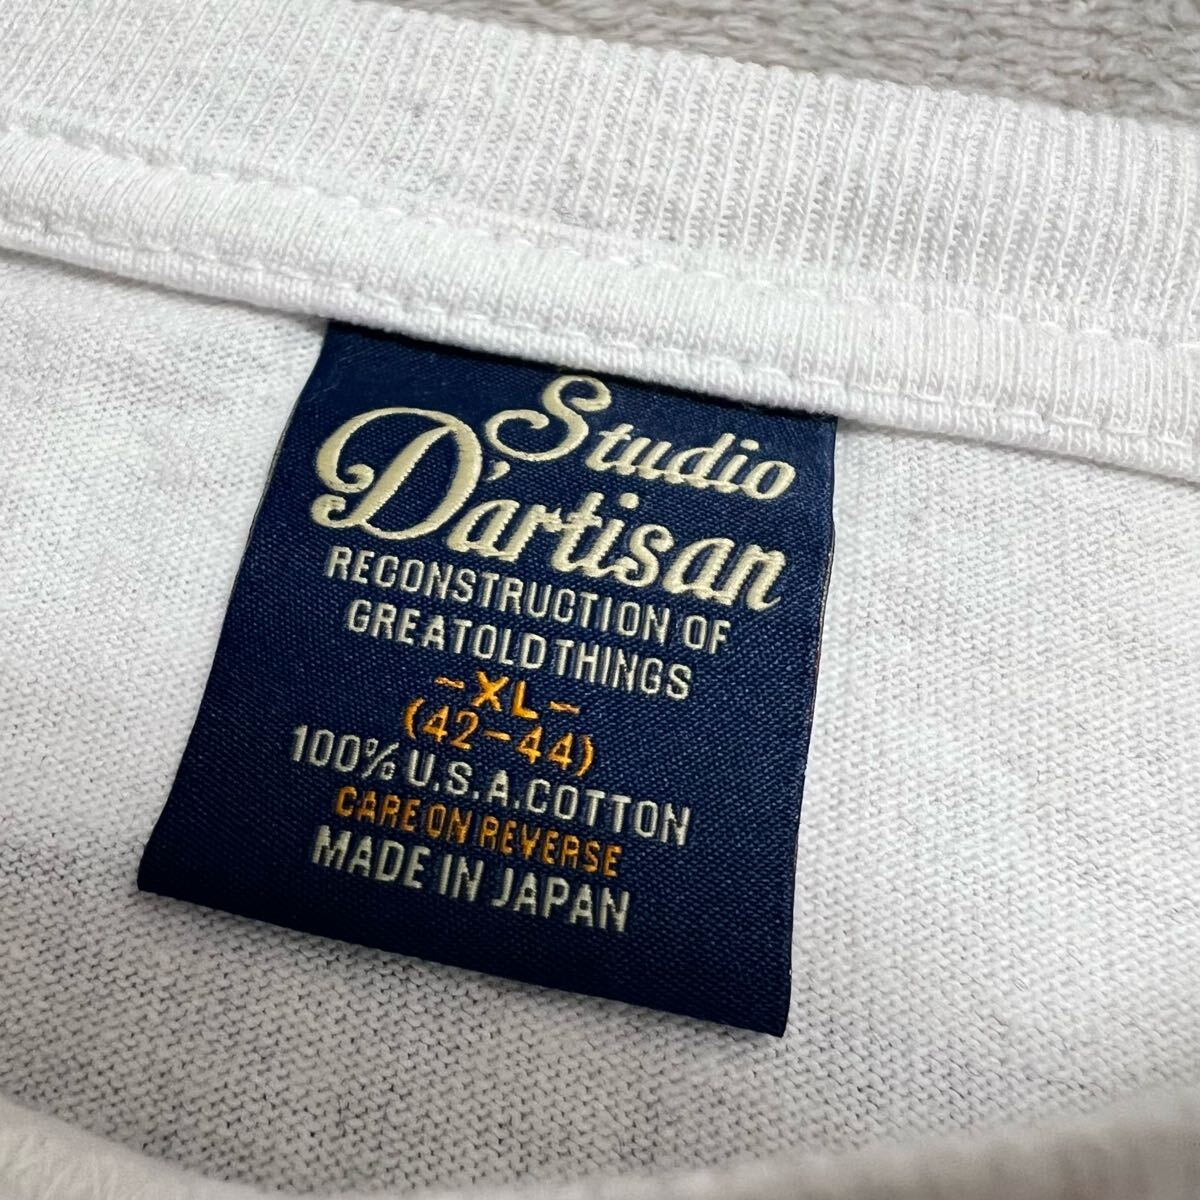 Studio
D'artisan
RECONSTRUCTION OF
GREATOLD THINGS
-XL-
(42-44)
100% U.S.A.COTTON
CARE ON REVERSE
MADE IN JAPAN